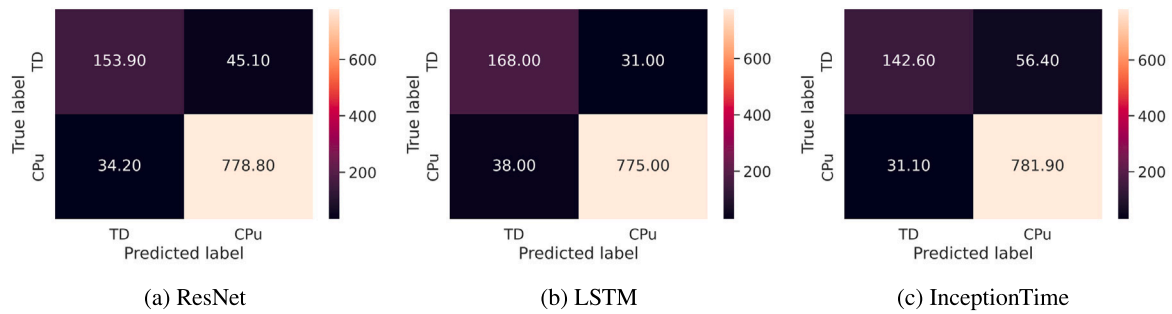 TD
153.90
45.10
CPu
34.20
778.80
True label
TD
CPu
Predicted label
600
400
200
(a) ResNet
TD
168.00
31.00
CPu
38.00
775.00
True label
TD
CPu
Predicted label
600
400
200
(b) LSTM
TD
142.60
56.40
CPu
31.10
781.90
True label
TD
CPu
Predicted label
600
400
200
(c) InceptionTime